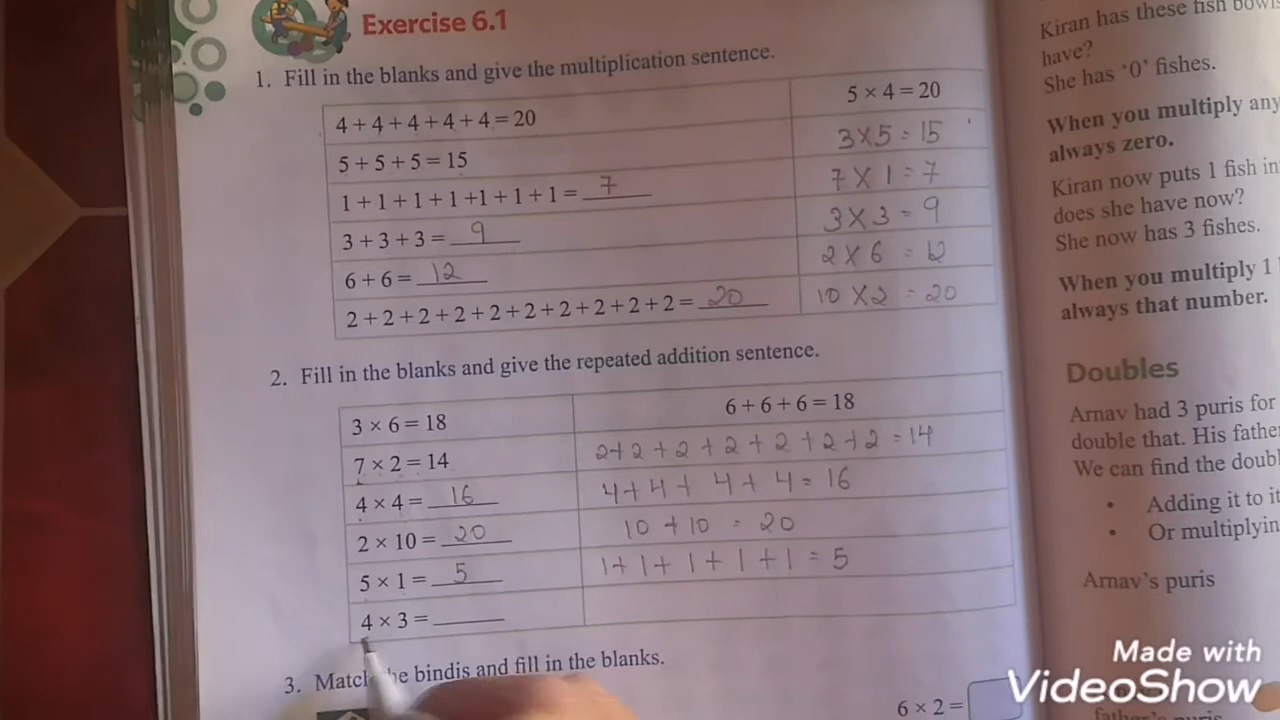 Exercise 6.1
1. Fill in the blanks and give the multiplication sentence.
4 + 4 + 4 + 4 + 4 = 20 5 × 4 = 20
5 + 5 + 5 = 15 3 × 5 = 15
1 + 1 + 1 + 1 +1 + 1 + 1 = 7 7 × 1 = 7
3 + 3 + 3 = 9 3 × 3 = 9
6 + 6 = 12 2 × 6 = 12
2 + 2 + 2 + 2 + 2 + 2 + 2 + 2 + 2 + 2 = 20 10 × 2 = 20
2. Fill in the blanks and give the repeated addition sentence.
3 × 6 = 18 6 + 6 + 6 = 18
7 × 2 = 14 2 + 2 + 2 + 2 + 2 + 2 + 2 = 14
4 × 4 = 16 4 + 4 + 4 + 4 = 16
2 × 10 = 20 10 + 10 = 20
5 × 1 = 5 1 + 1 + 1 + 1 + 1 = 5
4 × 3 = ______
3. Match bindis and fill in the blanks.
6 × 2 =
Kiran has these fish
have?
She has ‘0’ fishes.
When you multiply any
always zero.
Kiran now puts 1 fish in
does she have now?
She now has 3 fishes.
When you multiply 1
always that number.
Doubles
Arnav had 3 puris for
double that. His
We can find the
• Adding it to
• Or
Arnav’s puris
Made with
VideoShow